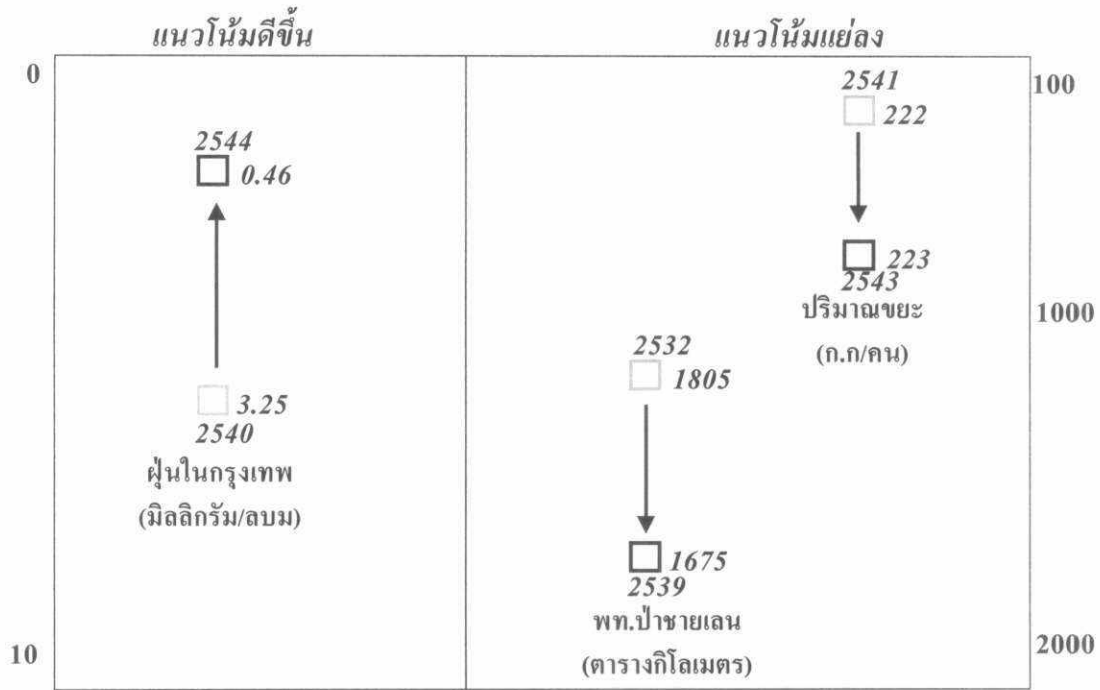 แนวโน้มดีขึ้น
แนวโน้มแย่ลง
0
100
2541
222
2544
0.46
223
2543
ปริมาณขยะ
(ก.ก/คน)
1000
2532
1805
3.25
2540
ฝุ่นในกรุงเทพ
(มิลลิกรัม/ลบม)
1675
2539
พท.ป่าชายเลน
(ตารางกิโลเมตร)
10
2000